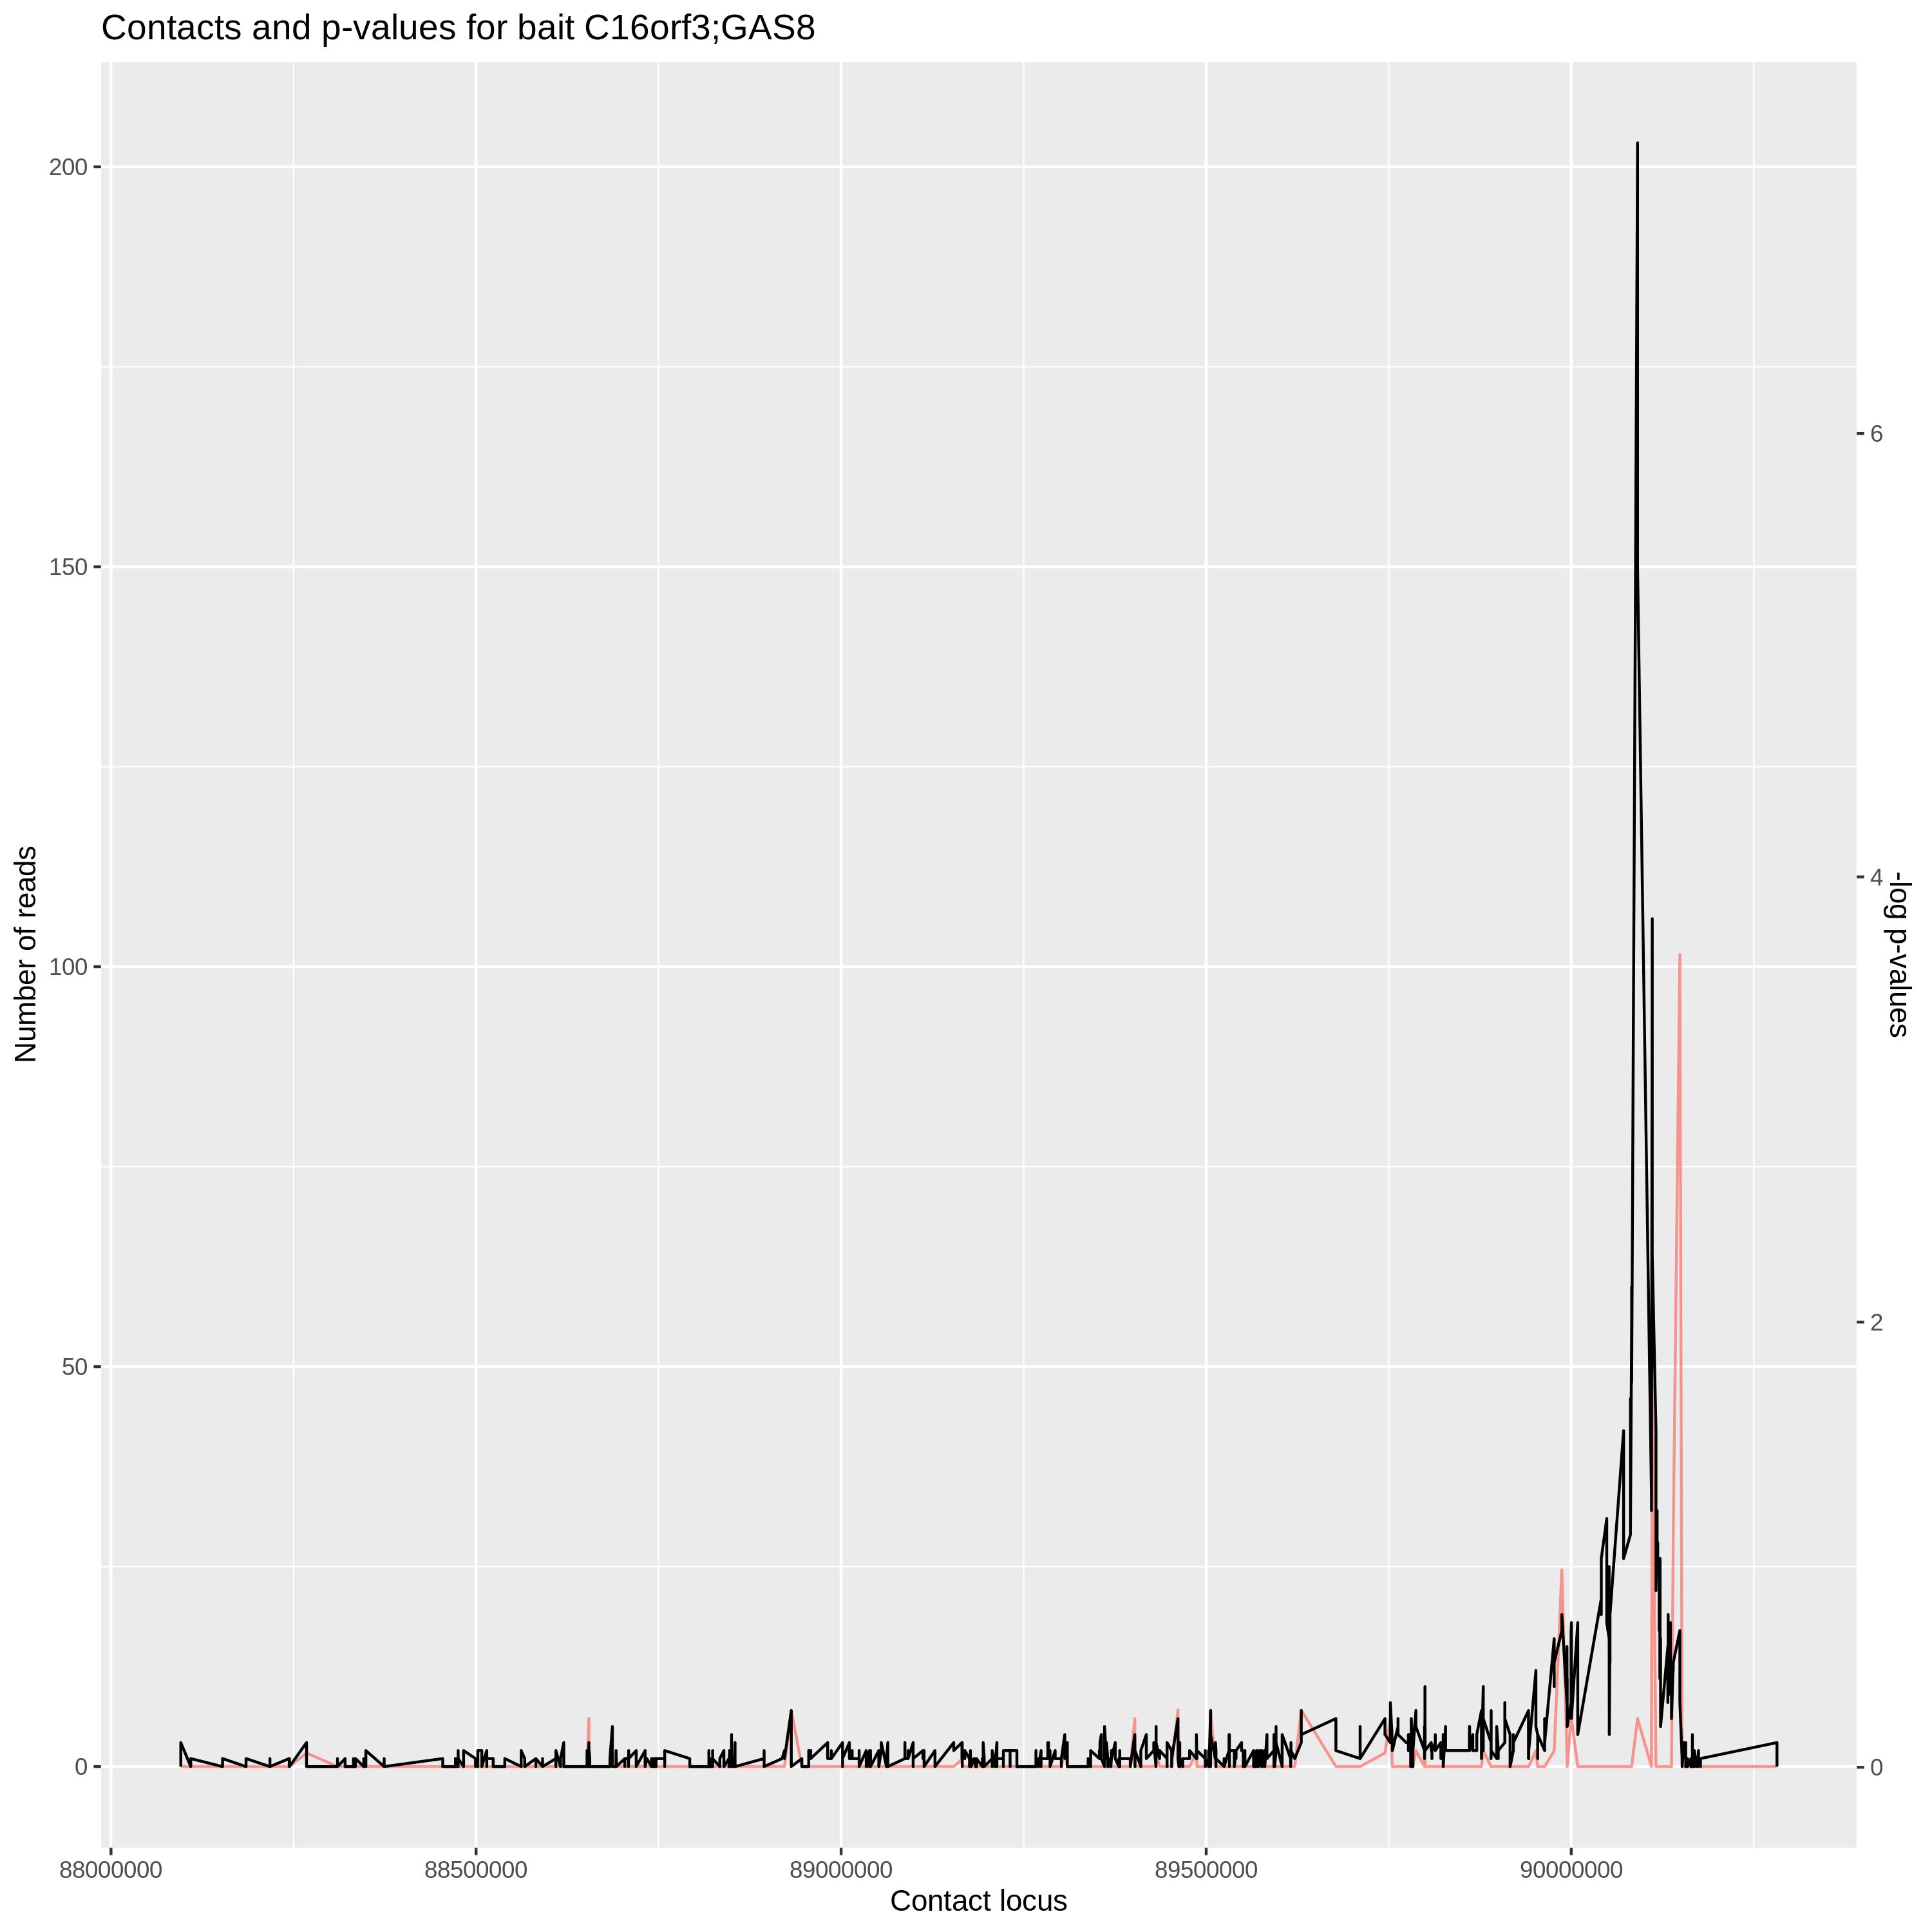 Contacts and p-values for bait C16orf3;GAS8
200
150
100
50
0
Number of reads
6
4
2
0
-log p-values
88000000 88500000 89000000 89500000 90000000
Contact locus